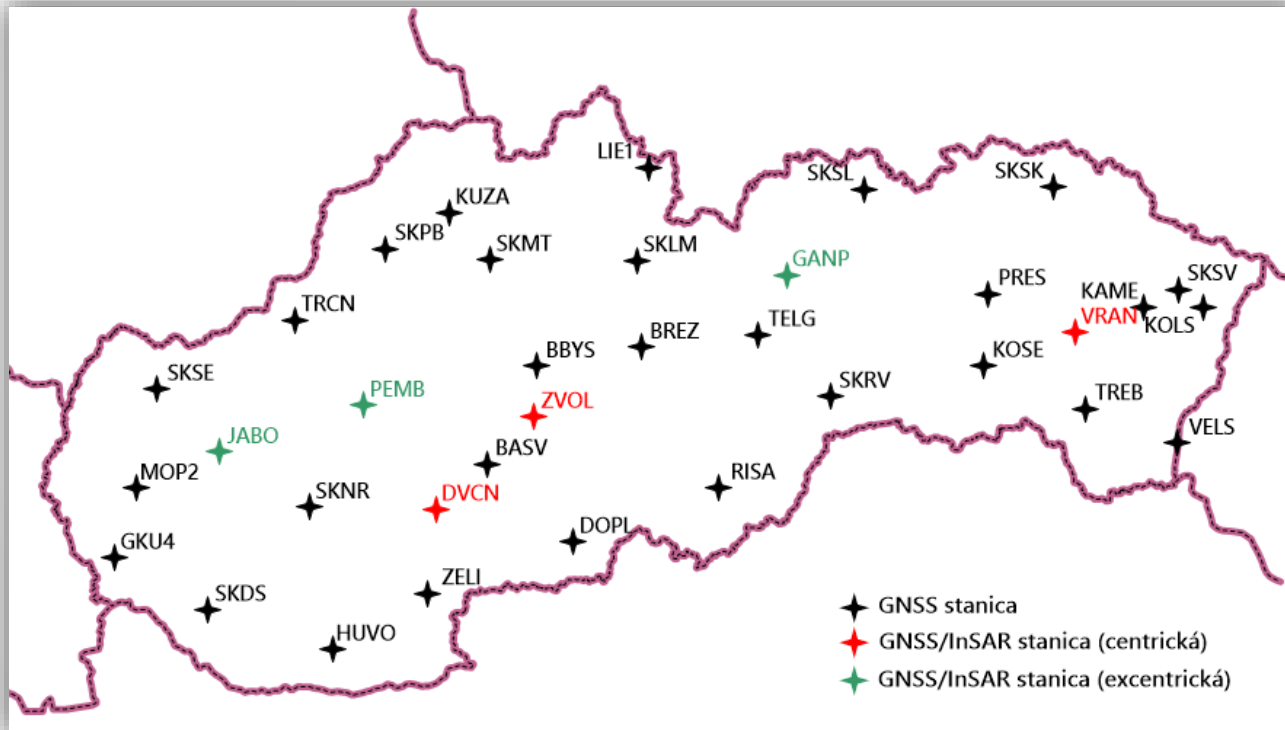 LIE1
SKSL
SKSK
KUZA
SKPB
SKMT
SKLM
GANP
SKSV
PRES
KAME
TRCN
VRAN
KOLS
TELG
BREZ
BBYS
KOSE
SKSE
PEMB
ZVOL
SKRV
TREB
JABO
VELS
BASV
MOP2
SKNR
DVCN
RISA
DOPL
GKU4
ZELI
SKDS
HUVO
GNSS stanica
GNSS/InSAR stanica (centrická)
GNSS/InSAR stanica (excentrická)